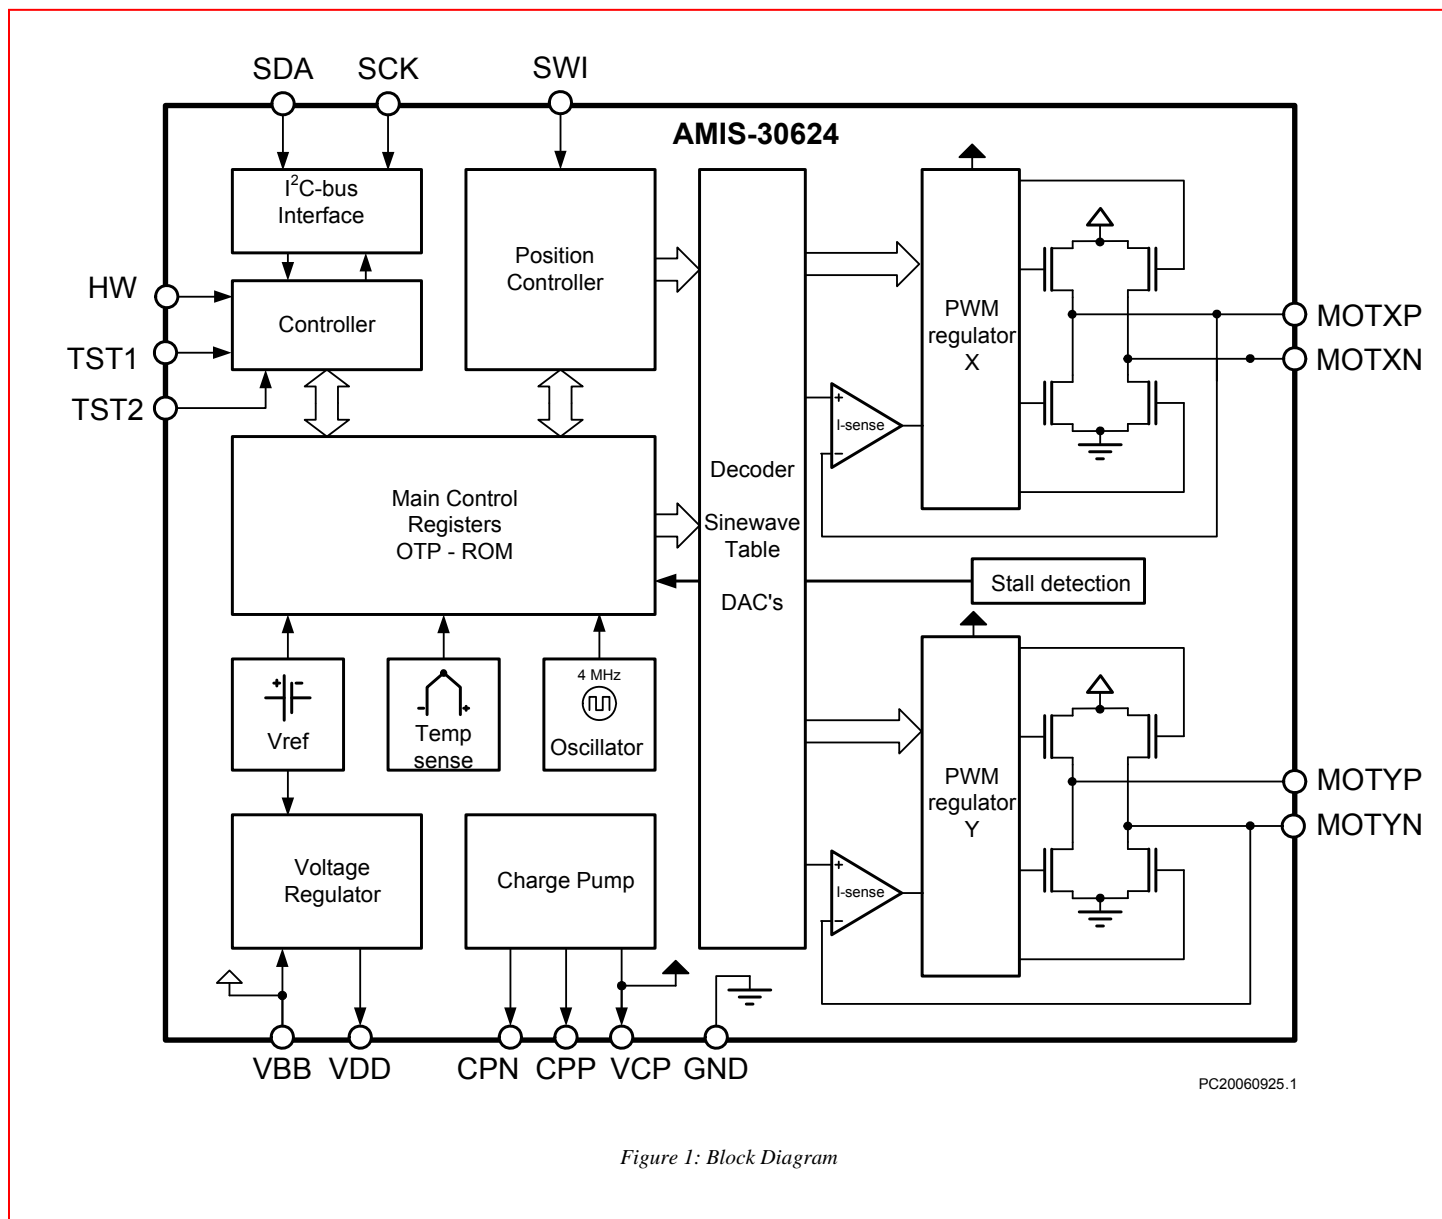 SDA SCK SWI
AMIS-30624
I²C-bus
Interface
Position
Controller
HW
Controller
TST1
TST2
PWM
regulator
X
MOTXP
MOTXN
+
I-sense
−
Main Control
Registers
OTP - ROM
Decoder
Sinewave
Table
DAC's
Stall detection
+ −
Vref
− +
Temp
sense
4 MHz
Oscillator
PWM
regulator
Y
MOTYP
MOTYN
+
I-sense
−
Voltage
Regulator
Charge Pump
VBB VDD CPN CPP VCP GND
PC20060925.1
Figure 1: Block Diagram